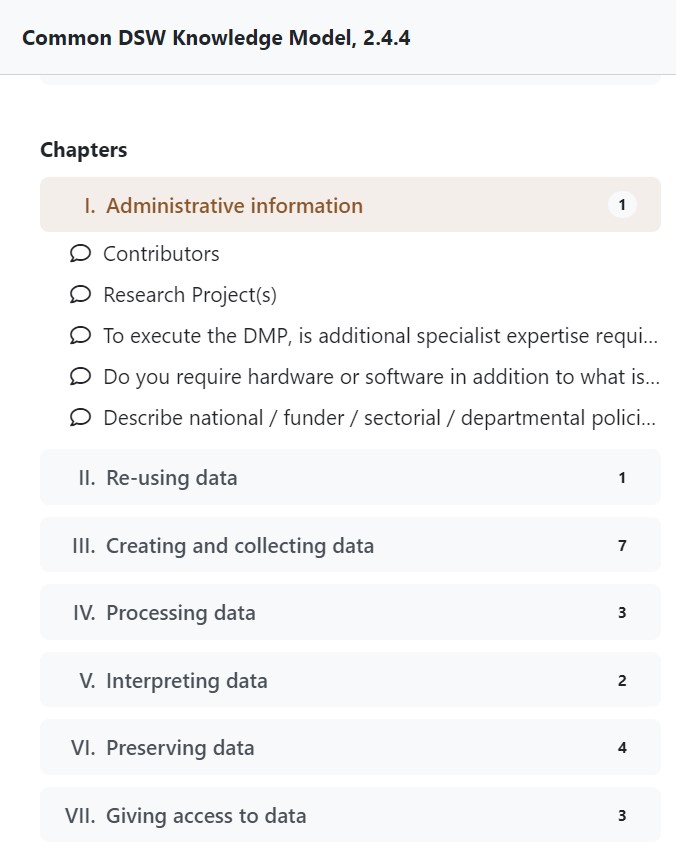 Common DSW Knowledge Model, 2.4.4
Chapters
I. Administrative information 1
Contributors
Research Project(s)
To execute the DMP, is additional specialist expertise requi...
Do you require hardware or software in addition to what is...
Describe national / funder / sectorial / departmental polici...
II. Re-using data 1
III. Creating and collecting data 7
IV. Processing data 3
V. Interpreting data 2
VI. Preserving data 4
VII. Giving access to data 3